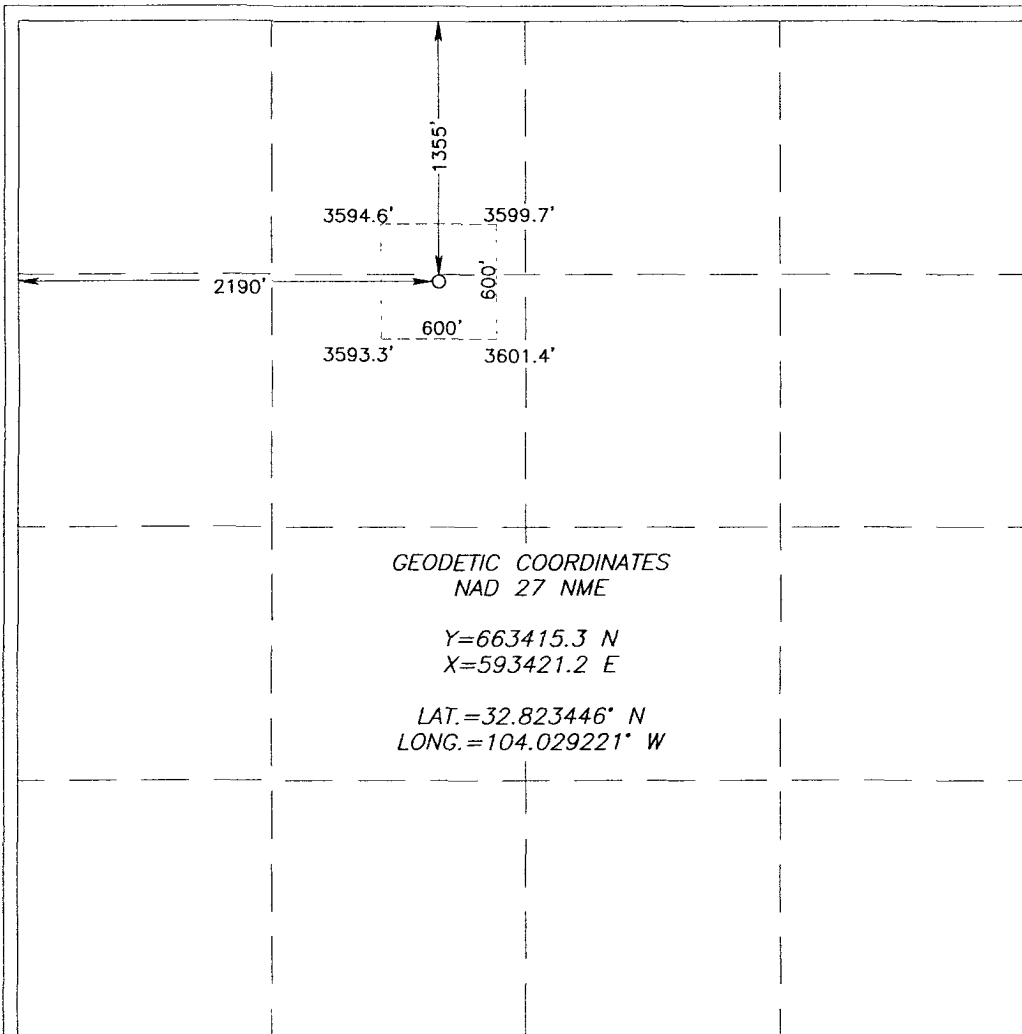 1355'
3594.6'
3599.7'
600'
2190'
600'
3593.3'
3601.4'
GEODETIC COORDINATES
NAD 27 NME
Y=663415.3 N
X=593421.2 E
LAT.=32.823446° N
LONG.=104.029221° W